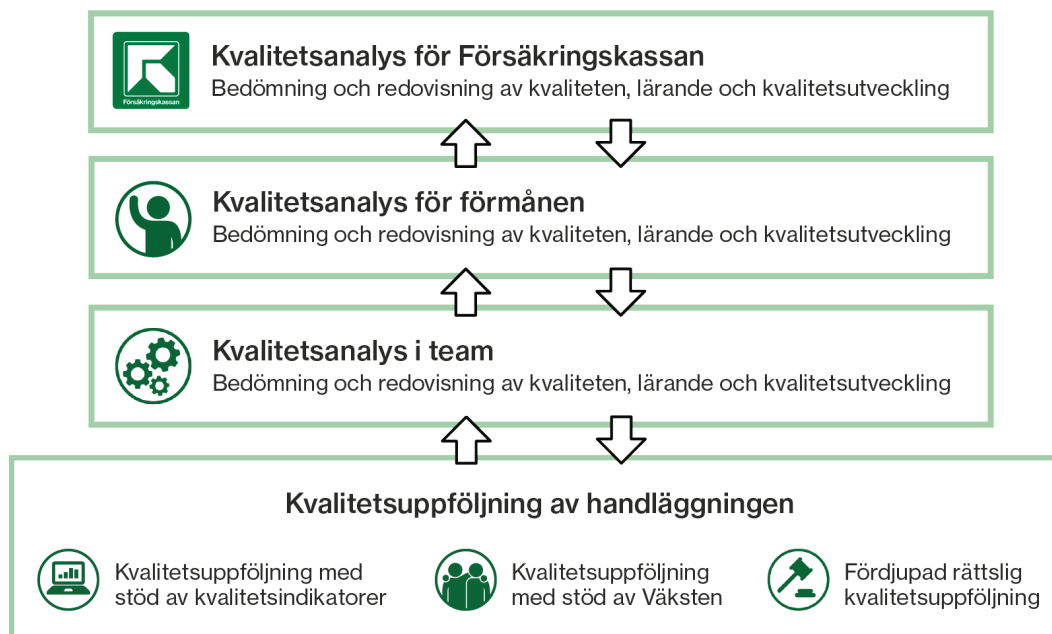 Försäkringskassan
Kvalitetsanalys för Försäkringskassan
Bedömning och redovisning av kvaliteten, lärande och kvalitetsutveckling
Kvalitetsanalys för förmånen
Bedömning och redovisning av kvaliteten, lärande och kvalitetsutveckling
Kvalitetsanalys i team
Bedömning och redovisning av kvaliteten, lärande och kvalitetsutveckling
Kvalitetsuppföljning av handläggningen
Kvalitetsuppföljning med
stöd av kvalitetsindikatorer
Kvalitetsuppföljning
med stöd av Väksten
Fördjupad rättslig
kvalitetsuppföljning